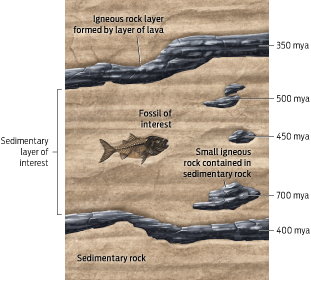 Igneous rock layer
formed by layer of lava
350 mya
500 mya
Fossil of
interest
450 mya
Sedimentary
layer of
interest
Small igneous
rock contained in
sedimentary rock
700 mya
400 mya
Sedimentary rock